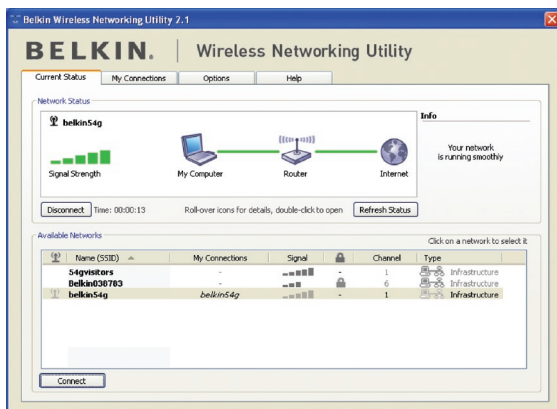 Belkin Wireless Networking Utility 2.1
BELKIN. | Wireless Networking Utility
Current Status My Connections Options Help
Network Status
belkin54g
Info
Your network
is running smoothly
Signal Strength My Computer Router Internet
Disconnect Time: 00:00:13 Roll-over icons for details, double-click to open Refresh Status
Available Networks
Click on a network to select it
Name (SSID) My Connections Signal Channel Type
54gvisitors - - 1 Infrastructure
Belkin038783 - 6 Infrastructure
belkin54g belkin54g - 1 Infrastructure
Connect